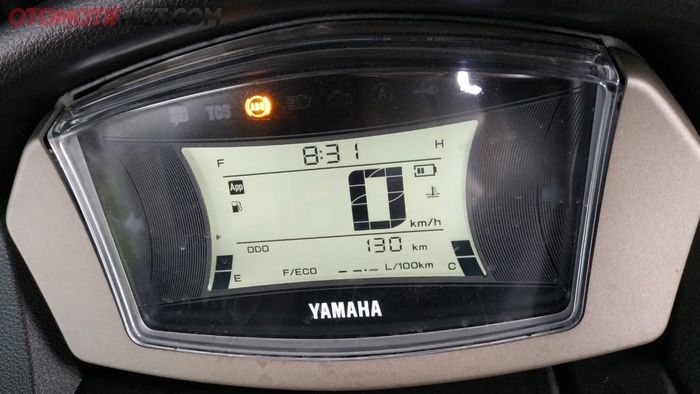 OTOMOTIFNET.COM
TCS ABS
F 8:31 H
App
0 km/h
ODO 130 km
E F/ECO --.- L/100km C
YAMAHA